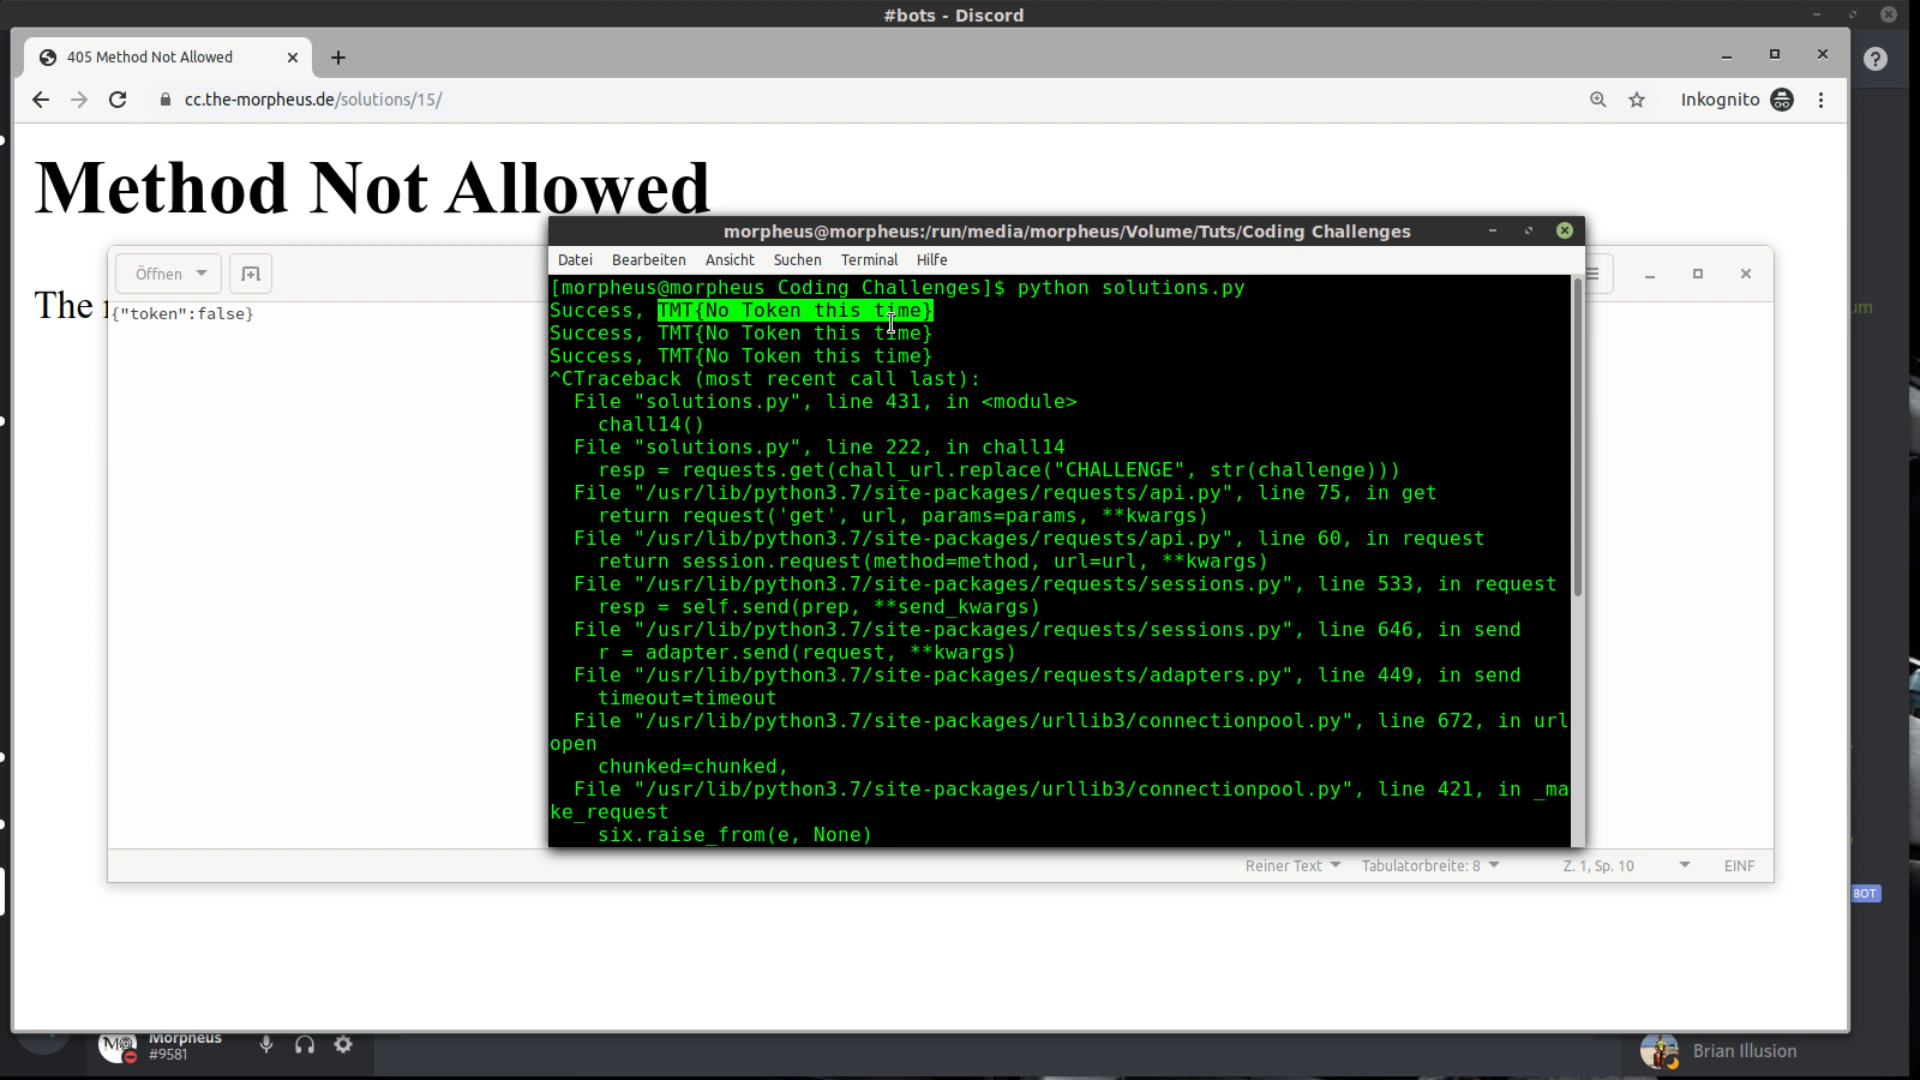 #bots - Discord
405 Method Not Allowed
cc.the-morpheus.de/solutions/15/
Inkognito
Method Not Allowed
The
Öffnen
{"token":false}
morpheus@morpheus:/run/media/morpheus/Volume/Tuts/Coding Challenges
Datei Bearbeiten Ansicht Suchen Terminal Hilfe
[morpheus@morpheus Coding Challenges]$ python solutions.py
Success, TMT{No Token this time}
Success, TMT{No Token this time}
Success, TMT{No Token this time}
^CTraceback (most recent call last):
  File "solutions.py", line 431, in <module>
    chall14()
  File "solutions.py", line 222, in chall14
    resp = requests.get(chall_url.replace("CHALLENGE", str(challenge)))
  File "/usr/lib/python3.7/site-packages/requests/api.py", line 75, in get
    return request('get', url, params=params, **kwargs)
  File "/usr/lib/python3.7/site-packages/requests/api.py", line 60, in request
    return session.request(method=method, url=url, **kwargs)
  File "/usr/lib/python3.7/site-packages/requests/sessions.py", line 533, in request
    resp = self.send(prep, **send_kwargs)
  File "/usr/lib/python3.7/site-packages/requests/sessions.py", line 646, in send
    r = adapter.send(request, **kwargs)
  File "/usr/lib/python3.7/site-packages/requests/adapters.py", line 449, in send
    timeout=timeout
  File "/usr/lib/python3.7/site-packages/urllib3/connectionpool.py", line 672, in url
open
    chunked=chunked,
  File "/usr/lib/python3.7/site-packages/urllib3/connectionpool.py", line 421, in _ma
ke_request
    six.raise_from(e, None)
Reiner Text Tabulatorbreite: 8 Z. 1, Sp. 10 EINF
BOT
Morpheus
#9581
Brian Illusion